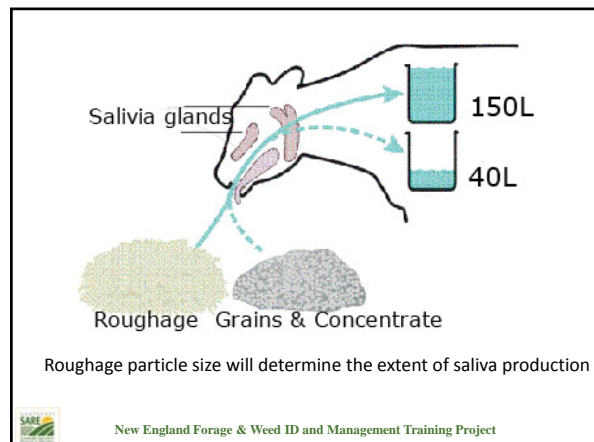 Salivia glands
150L
40L
Roughage Grains & Concentrate
Roughage particle size will determine the extent of saliva production
SARE
New England Forage & Weed ID and Management Training Project